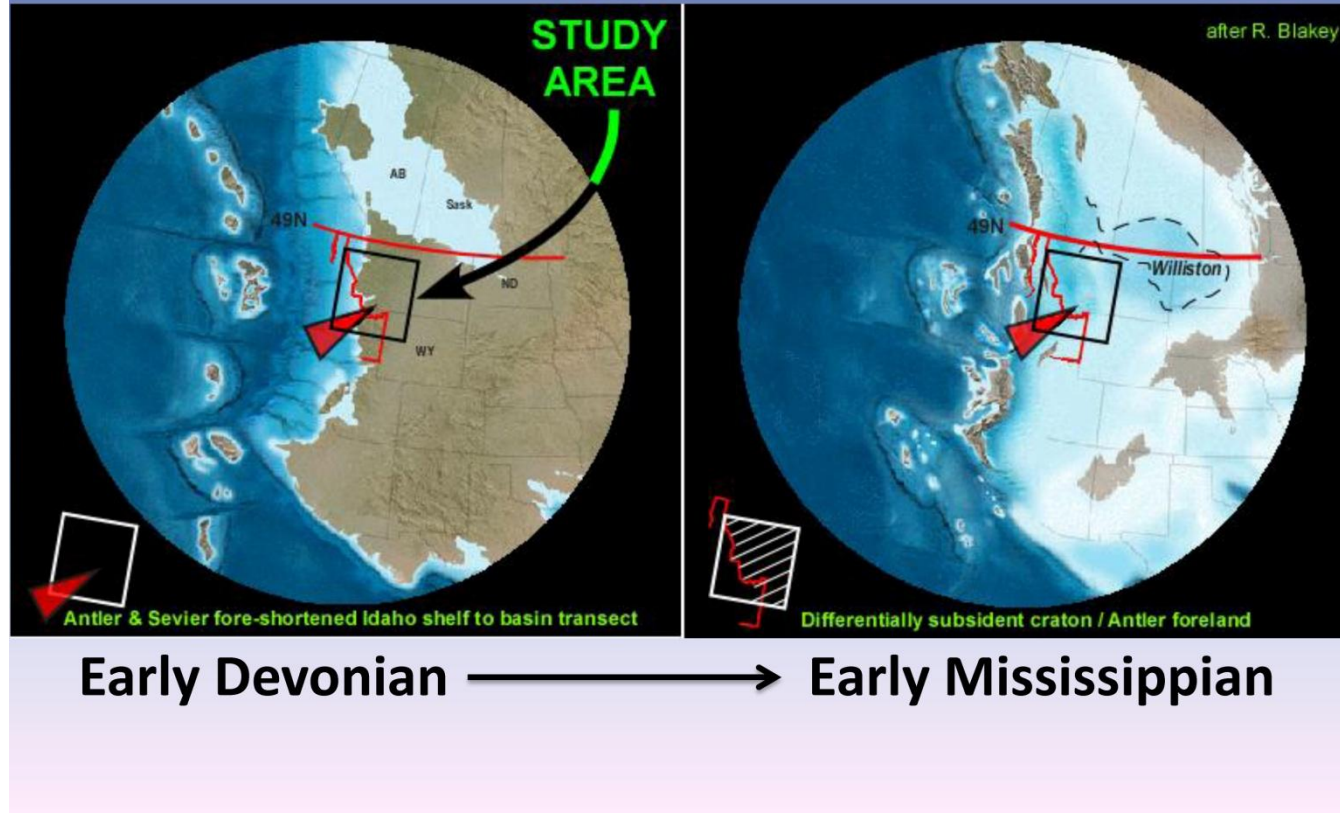 STUDY
AREA
AB
Sask
49N
ND
WY
Antler & Sevier fore-shortened Idaho shelf to basin transect
after R. Blakey
49N
Williston
Differentially subsident craton / Antler foreland
Early Devonian
Early Mississippian